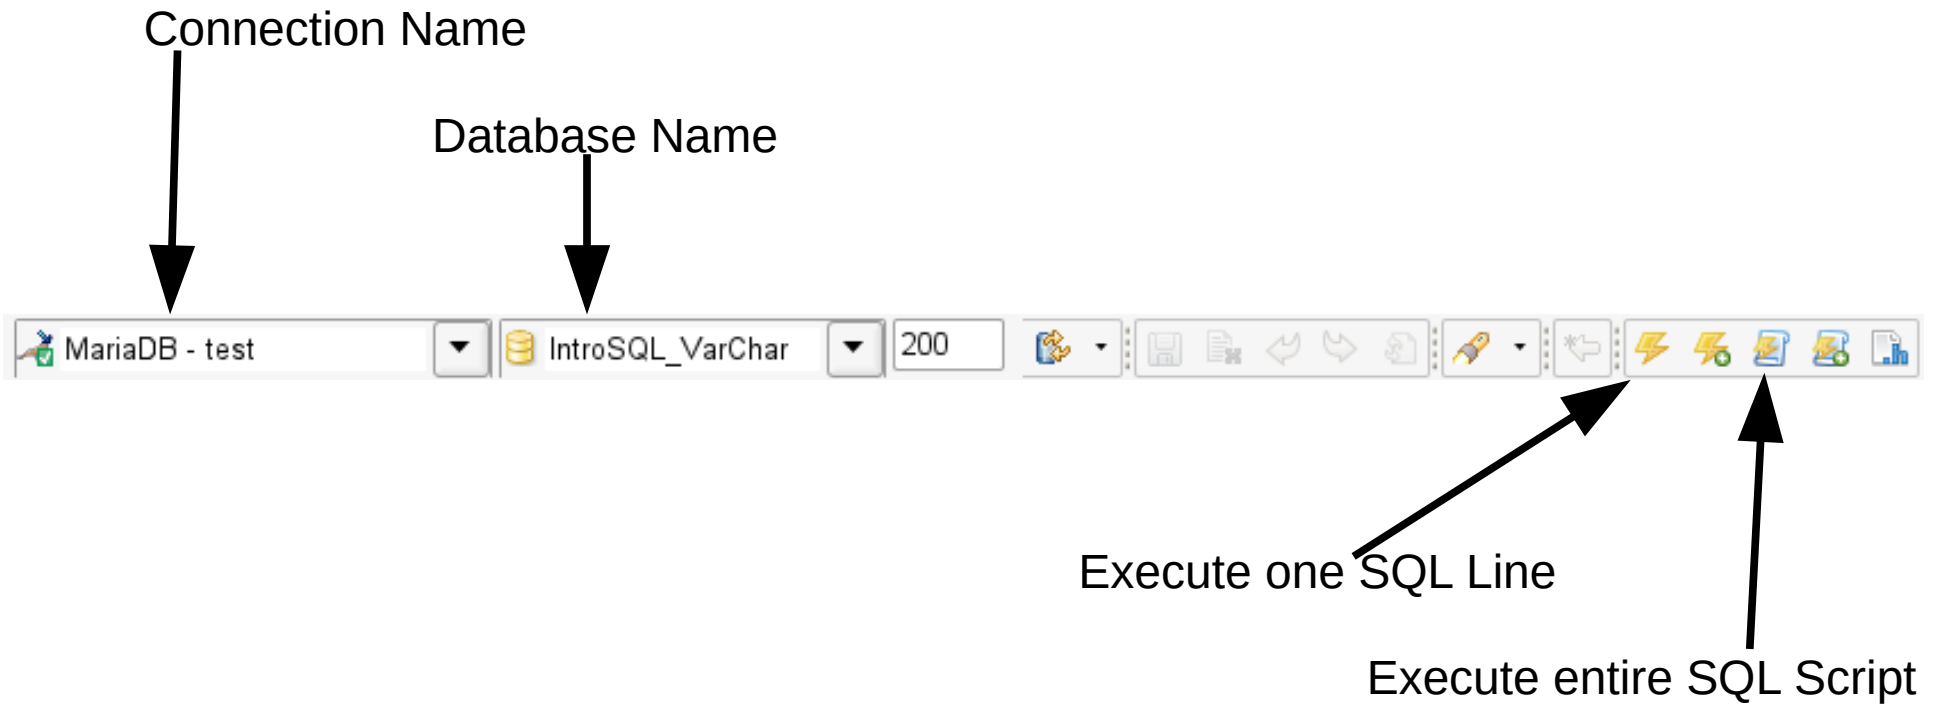 Connection Name
Database Name
MariaDB - test
IntroSQL_VarChar
200
.h
Execute one SQL Line
Execute entire SQL Script